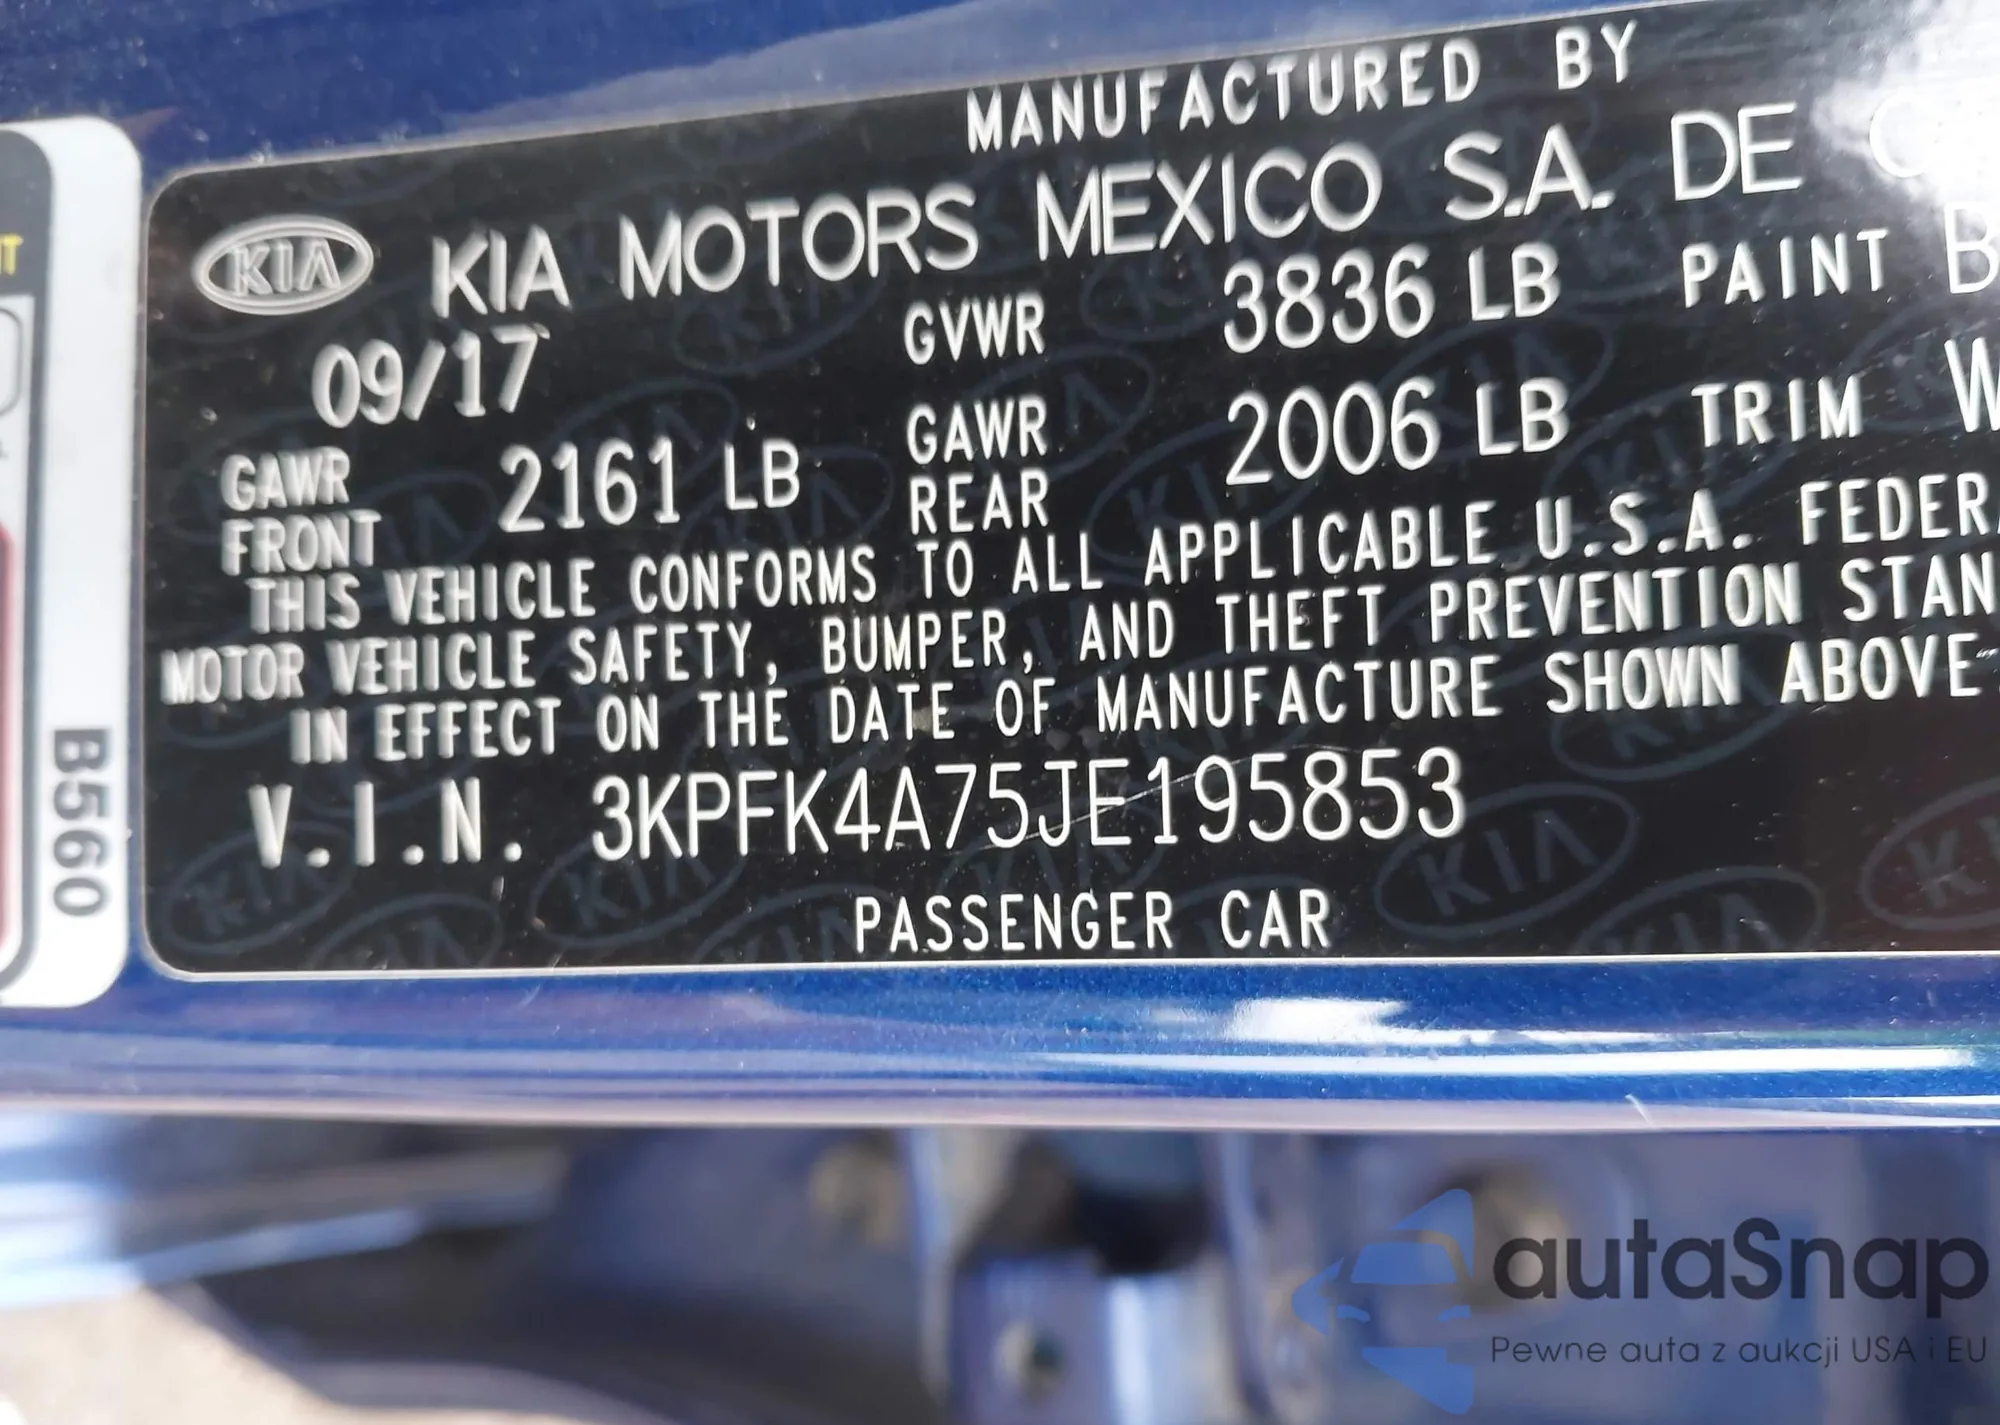 MANUFACTURED BY
KIA KIA MOTORS MEXICO S.A. DE
09/17 GVWR 3836 LB PAINT B
GAWR FRONT 2161 LB GAWR REAR 2006 LB TRIM W
THIS VEHICLE CONFORMS TO ALL APPLICABLE U.S.A. FEDER
MOTOR VEHICLE SAFETY, BUMPER, AND THEFT PREVENTION STAN
IN EFFECT ON THE DATE OF MANUFACTURE SHOWN ABOVE.
V.I.N. 3KPFK4A75JE195853
PASSENGER CAR
B560
autaSnap
Pewne auta z aukcji USA i EU